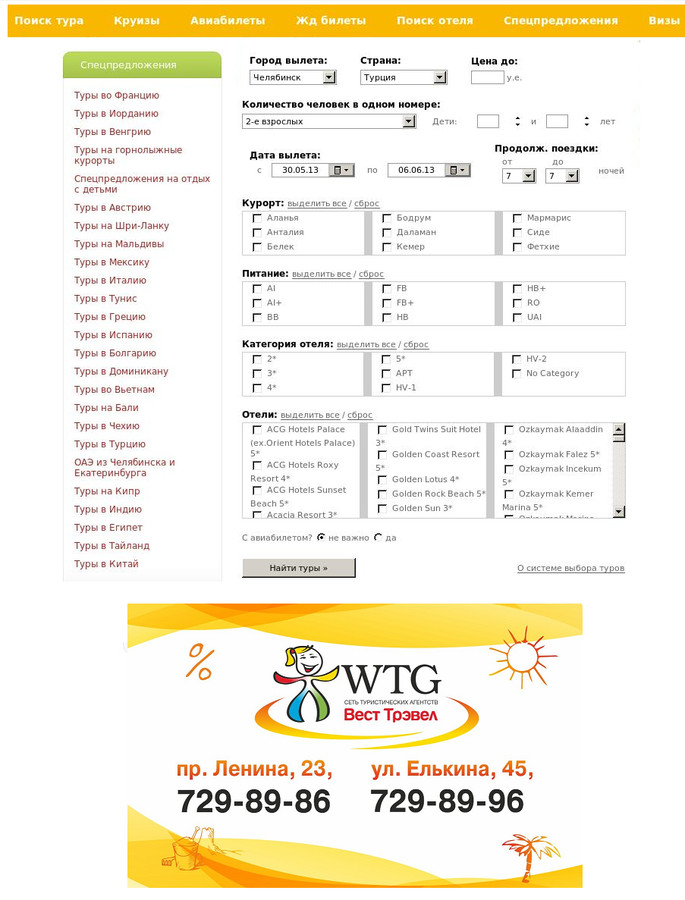 Поиск тура Круизы Авиабилеты Жд билеты Поиск отеля Спецпредложения Визы
Спецпредложения
Туры во Францию
Туры в Иорданию
Туры в Венгрию
Туры на горнолыжные
курорты
Спецпредложения на отдых
с детьми
Туры в Австрию
Туры на Шри-Ланку
Туры на Мальдивы
Туры в Мексику
Туры в Италию
Туры в Тунис
Туры в Грецию
Туры в Испанию
Туры в Болгарию
Туры в Доминикану
Туры во Вьетнам
Туры на Бали
Туры в Чехию
Туры в Турцию
ОАЭ из Челябинска и
Екатеринбурга
Туры на Кипр
Туры в Индию
Туры в Египет
Туры в Тайланд
Туры в Китай
Город вылета: Страна: Цена до:
Челябинск Турция у.е.
Количество человек в одном номере:
2-е взрослых Дети: и лет
Дата вылета: Продолж. поездки:
от до
с 30.05.13 по 06.06.13 7 7 ночей
Курорт: выделить все / сброс
Аланья Бодрум Мармарис
Анталия Даламан Сиде
Белек Кемер Фетхие
Питание: выделить все / сброс
AI FB HB+
AI+ FB+ RO
BB HB UAI
Категория отеля: выделить все / сброс
2* 5* HV-2
3* APT No Category
4* HV-1
Отели: выделить все / сброс
ACG Hotels Palace
(ex.Orient Hotels Palace)
5*
ACG Hotels Roxy
Resort 4*
ACG Hotels Sunset
Beach 5*
Acacia Resort 3*
Gold Twins Suit Hotel
3*
Golden Coast Resort
5*
Golden Lotus 4*
Golden Rock Beach 5*
Golden Sun 3*
Ozkaymak Alaaddin
4*
Ozkaymak Falez 5*
Ozkaymak Incekum
5*
Ozkaymak Kemer
Marina 5*
Ozkaymak Marina
С авиабилетом? не важно да
Найти туры » О системе выбора туров
%
WTG
СЕТЬ ТУРИСТИЧЕСКИХ АГЕНТСТВ
Вест Трэвел
пр. Ленина, 23, ул. Елькина, 45,
729-89-86 729-89-96